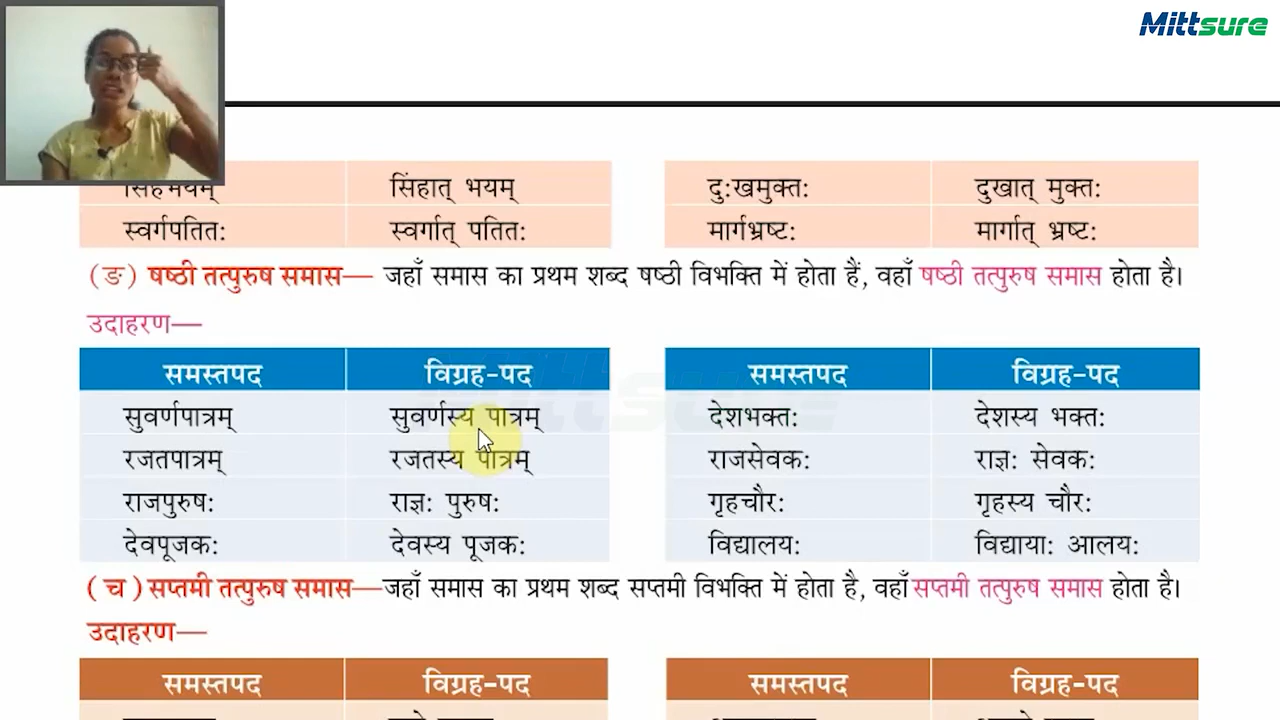 Mittsure
सिंहभयम् सिंहात् भयम् दुःखमुक्तः दुखात् मुक्तः
स्वर्गपतितः स्वर्गात् पतितः मार्गभ्रष्टः मार्गात् भ्रष्टः
(ङ) षष्ठी तत्पुरुष समास— जहाँ समास का प्रथम शब्द षष्ठी विभक्ति में होता हैं, वहाँ षष्ठी तत्पुरुष समास होता है।
उदाहरण—
समस्तपद विग्रह-पद समस्तपद विग्रह-पद
सुवर्णपात्रम् सुवर्णस्य पात्रम् देशभक्तः देशस्य भक्तः
रजतपात्रम् रजतस्य पात्रम् राजसेवकः राज्ञः सेवकः
राजपुरुषः राज्ञः पुरुषः गृहचौरः गृहस्य चौरः
देवपूजकः देवस्य पूजकः विद्यालयः विद्यायाः आलयः
(च) सप्तमी तत्पुरुष समास—जहाँ समास का प्रथम शब्द सप्तमी विभक्ति में होता है, वहाँ सप्तमी तत्पुरुष समास होता है।
उदाहरण—
समस्तपद विग्रह-पद समस्तपद विग्रह-पद